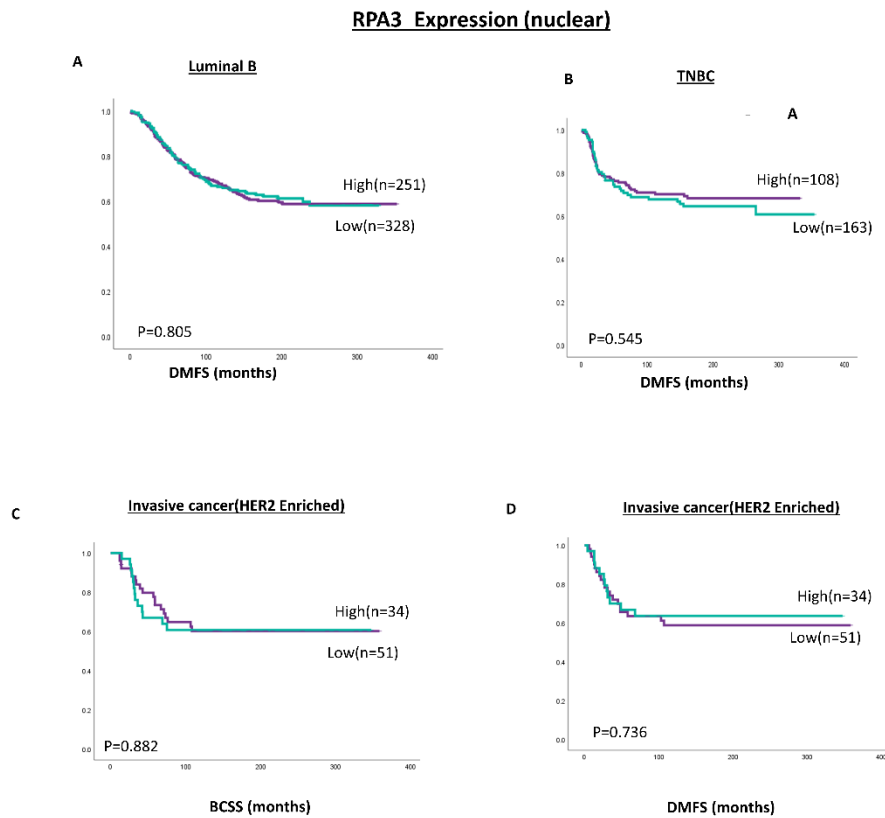 RPA3 Expression (nuclear)
A
Luminal B
1.0
0.8
0.6
0.4
0.2
0.0
High(n=251)
Low(n=328)
P=0.805
0
100
200
300
400
DMFS (months)
B
TNBC
A
1.0
0.8
0.6
0.4
0.2
0.0
High(n=108)
Low(n=163)
P=0.545
0
100
200
300
400
DMFS (months)
C
Invasive cancer(HER2 Enriched)
1.0
0.8
0.6
0.4
0.2
0.0
High(n=34)
Low(n=51)
P=0.882
0
100
200
300
400
BCSS (months)
D
Invasive cancer(HER2 Enriched)
1.0
0.8
0.6
0.4
0.2
0.0
High(n=34)
Low(n=51)
P=0.736
0
100
200
300
400
DMFS (months)